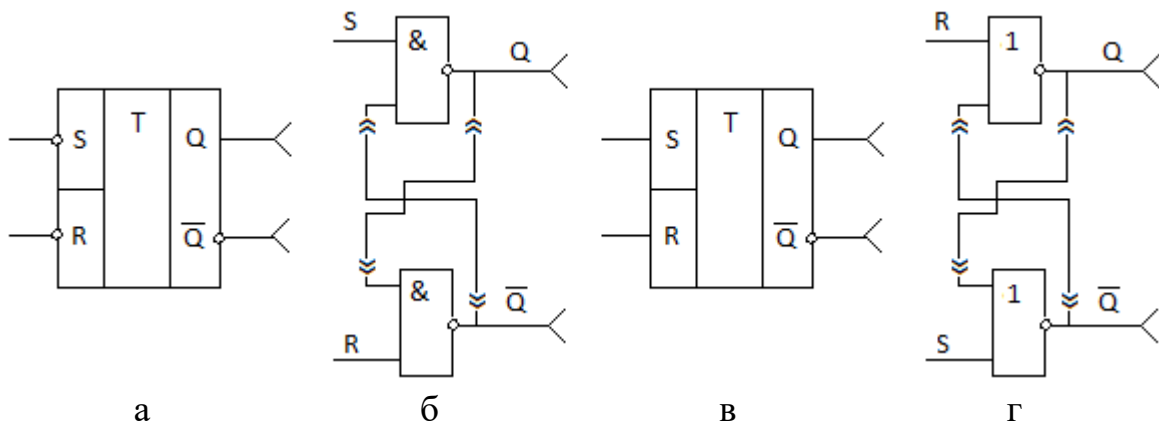 S T Q
R Q̅
а
S & Q
& Q̅
R
б
S T Q
R Q̅
в
R 1 Q
1 Q̅
S
г